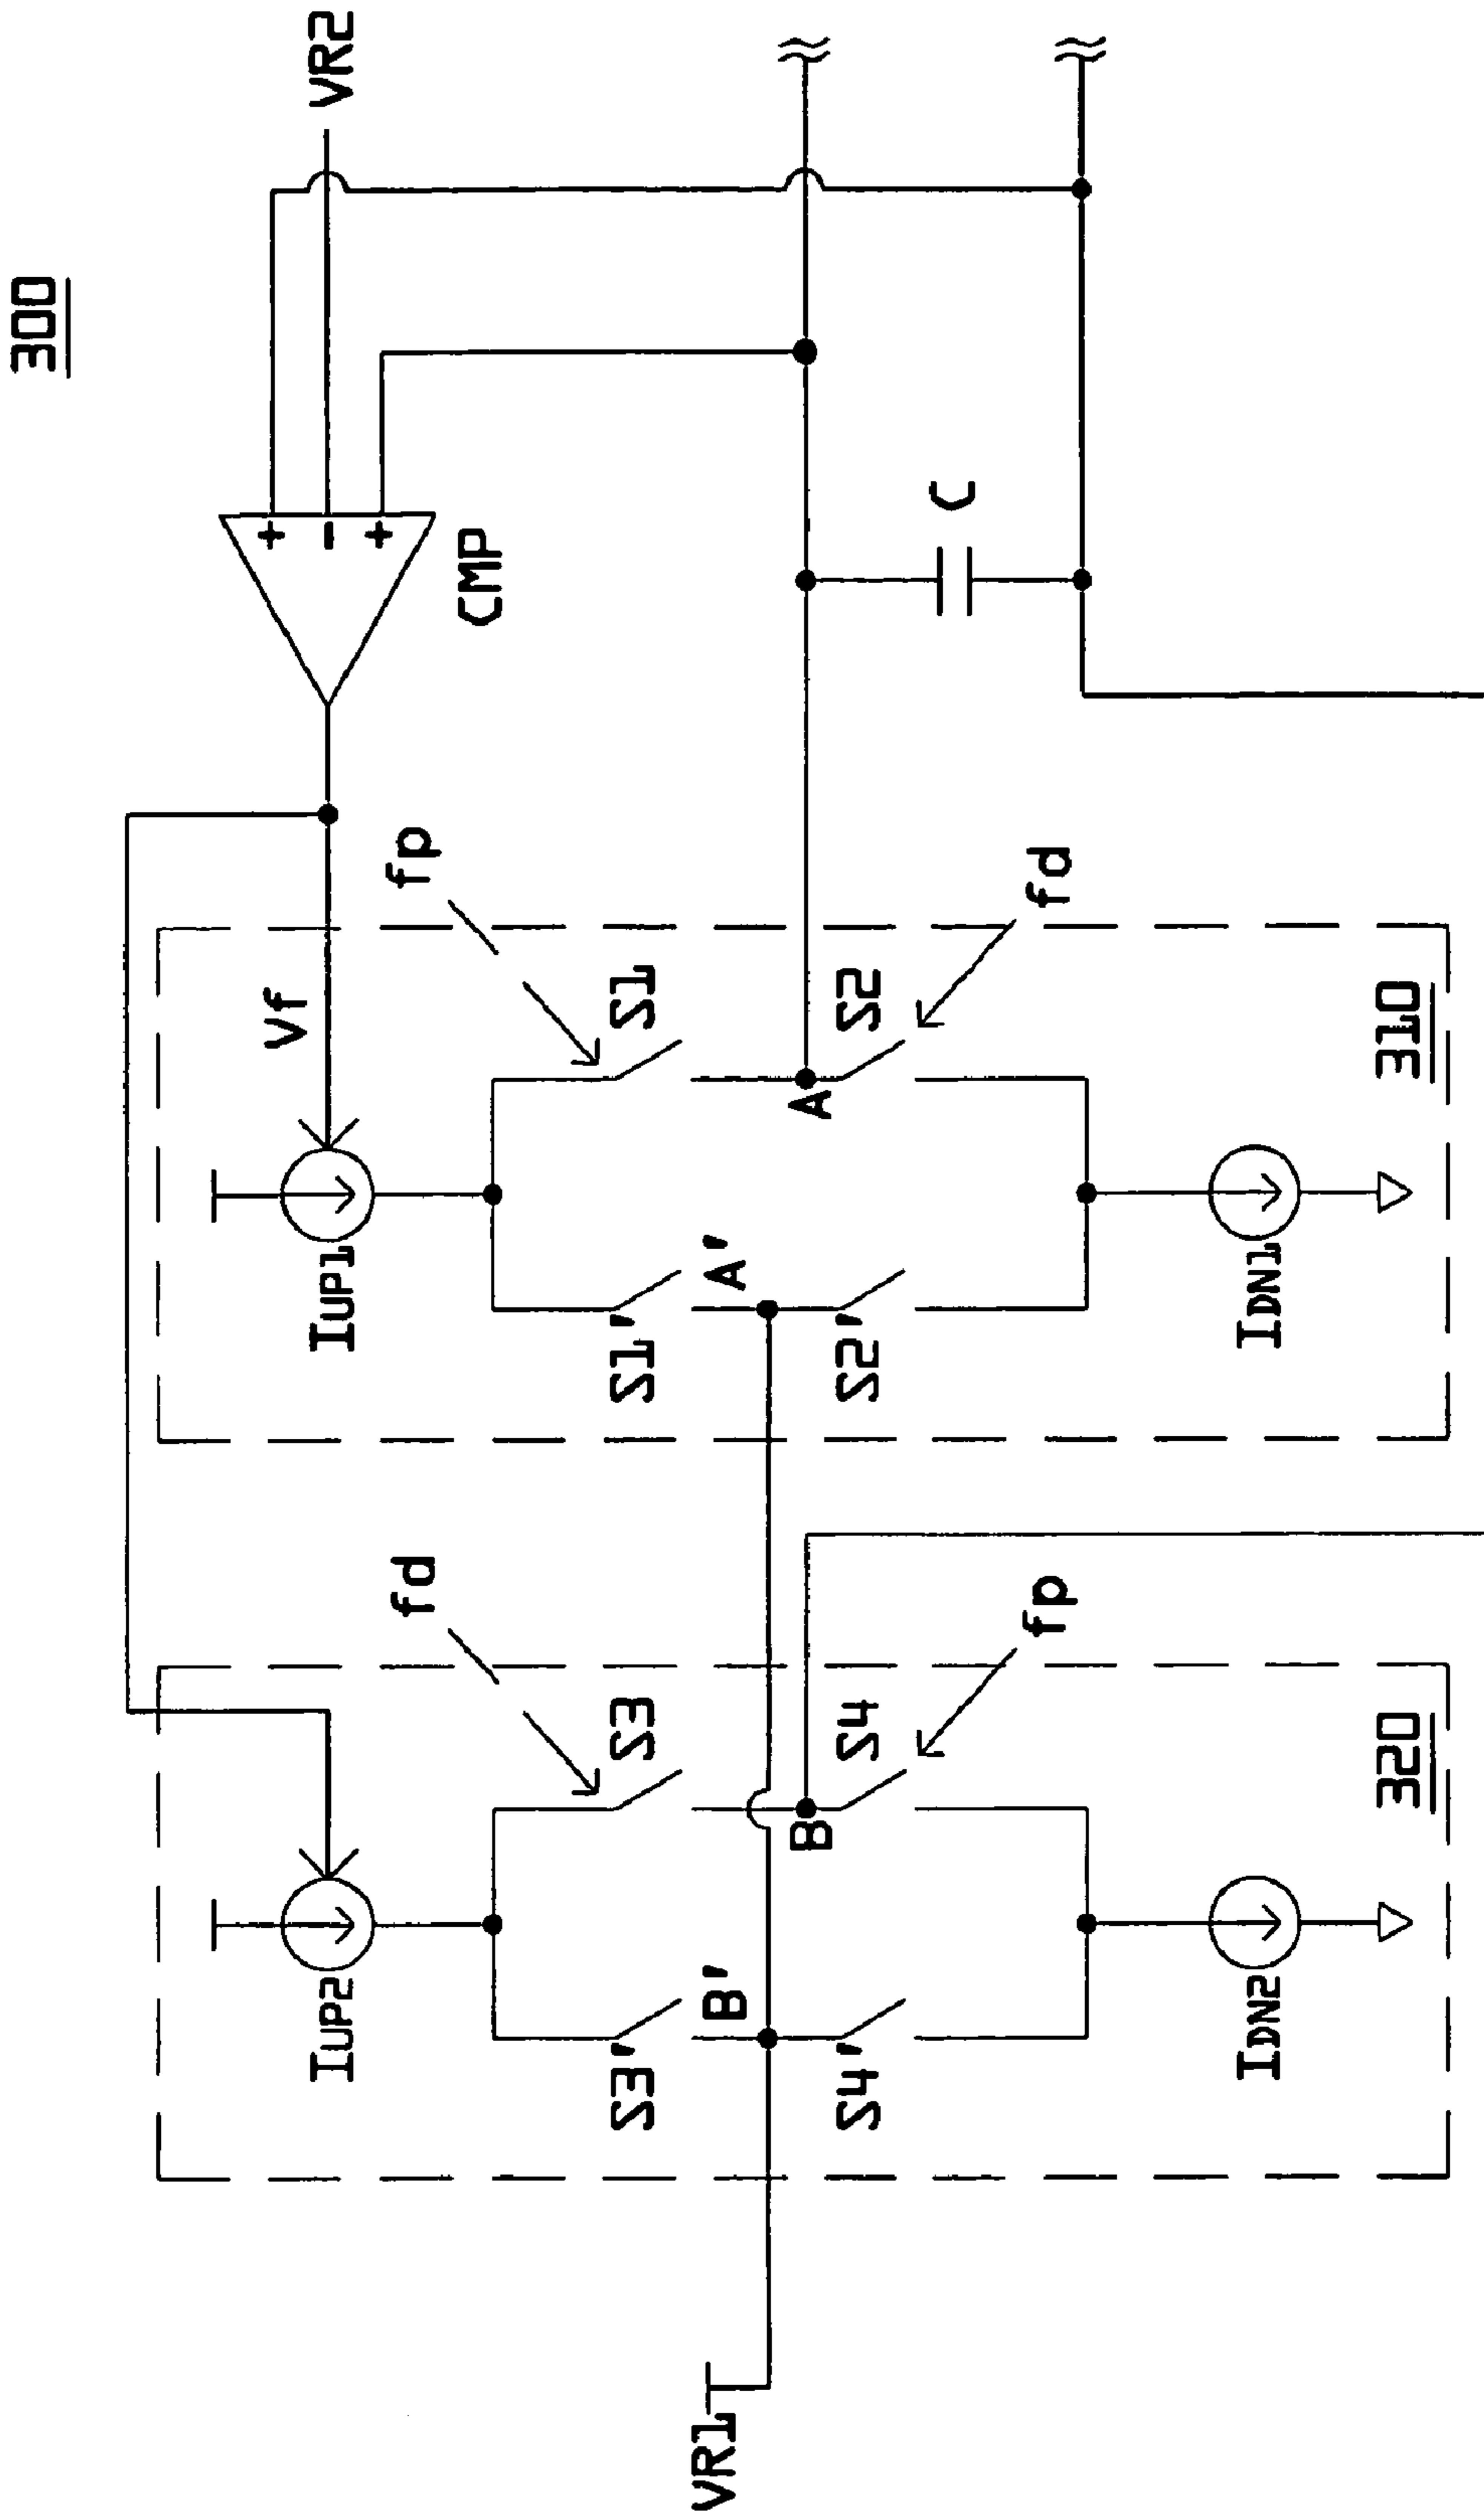 300
VR2
CMP
C
Vf
fp
S1
S2
fd
A
A'
S1'
S2'
IUP1
IDN1
310
fd
S3
S4
fp
B
B'
S3'
S4'
IUP2
IDN2
320
VR1